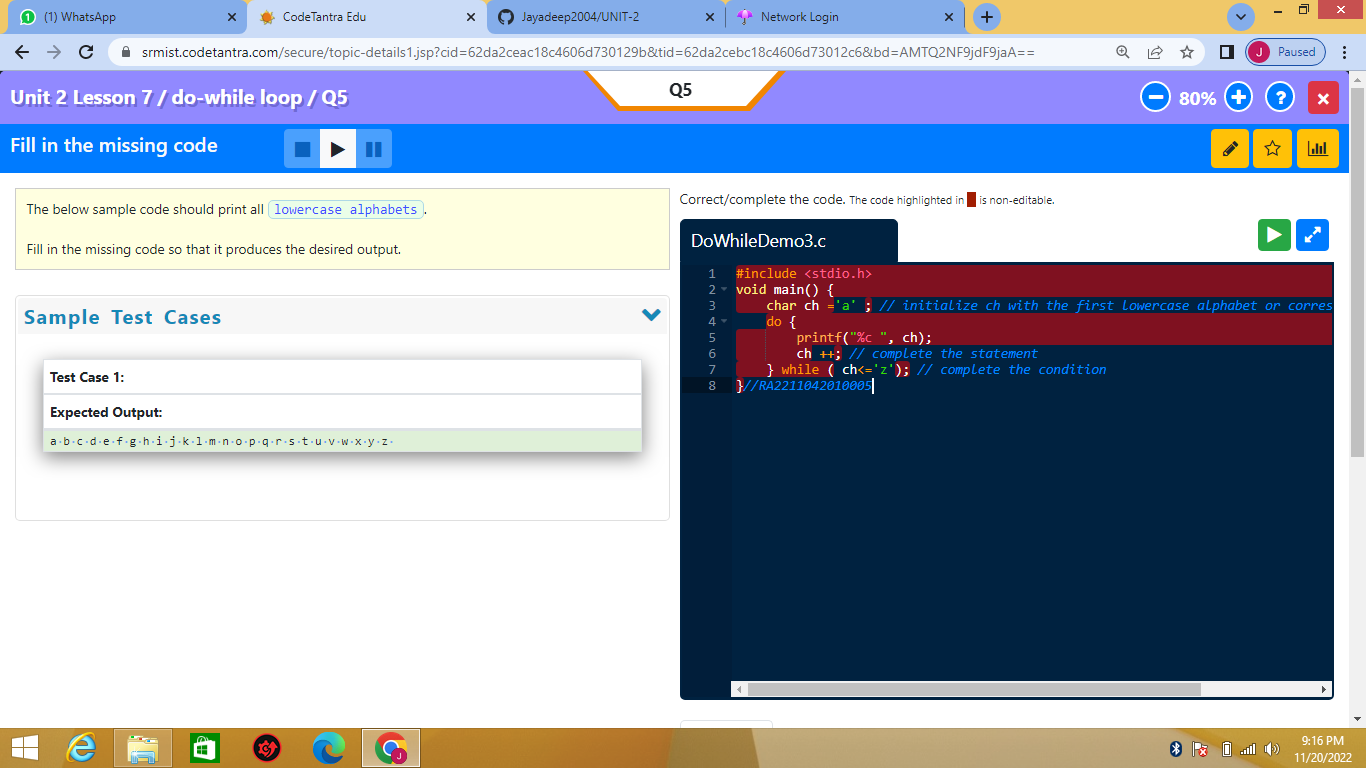 (1) WhatsApp
CodeTantra Edu
Jayadeep2004/UNIT-2
Network Login
srmist.codetantra.com/secure/topic-details1.jsp?cid=62da2ceac18c4606d730129b&tid=62da2cebc18c4606d73012c6&bd=AMTQ2NF9jdF9jaA==
J Paused
Unit 2 Lesson 7 / do-while loop / Q5
Q5
80%
?
x
Fill in the missing code
The below sample code should print all lowercase alphabets.
Fill in the missing code so that it produces the desired output.
Sample Test Cases
Test Case 1:
Expected Output:
a·b·c·d·e·f·g·h·i·j·k·l·m·n·o·p·q·r·s·t·u·v·w·x·y·z·
Correct/complete the code. The code highlighted in is non-editable.
DoWhileDemo3.c
1 #include <stdio.h>
2 void main() {
3 char ch ='a' ; // initialize ch with the first lowercase alphabet or corres
4 do {
5 printf("%c ", ch);
6 ch ++; // complete the statement
7 } while ( ch<='z'); // complete the condition
8 }//RA2211042010005
J
9:16 PM
11/20/2022